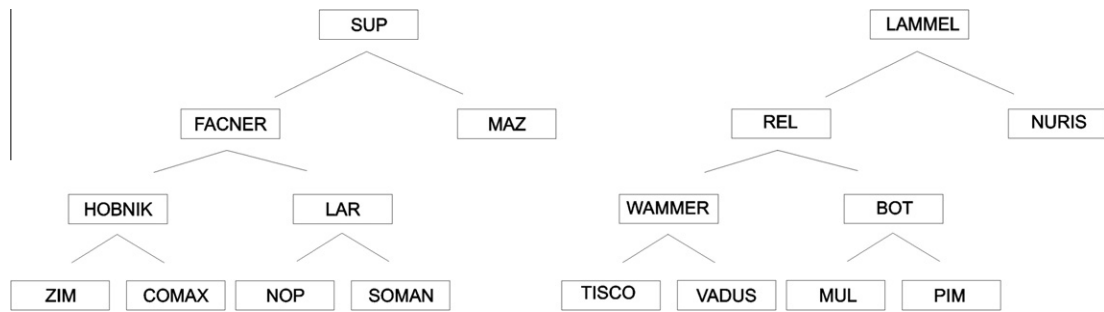 SUP LAMMEL
FACNER MAZ REL NURIS
HOBNIK LAR WAMMER BOT
ZIM COMAX NOP SOMAN TISCO VADUS MUL PIM